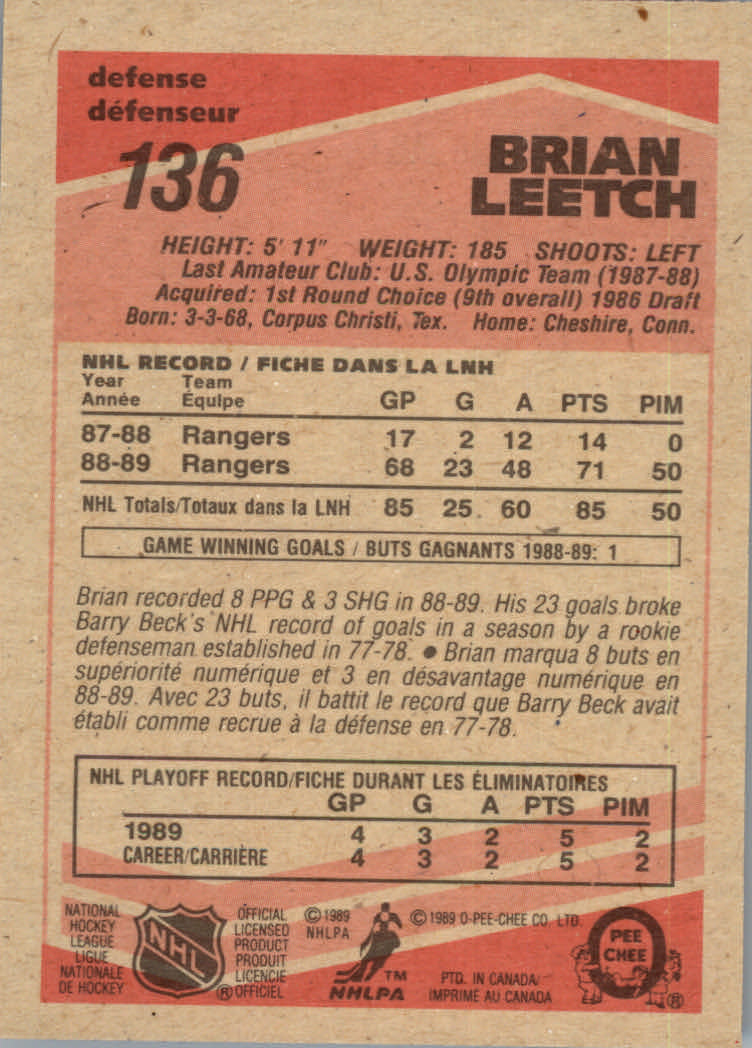 defense
défenseur
136
BRIAN
LEETCH
HEIGHT: 5' 11" WEIGHT: 185 SHOOTS: LEFT
Last Amateur Club: U.S. Olympic Team (1987-88)
Acquired: 1st Round Choice (9th overall) 1986 Draft
Born: 3-3-68, Corpus Christi, Tex. Home: Cheshire, Conn.
NHL RECORD / FICHE DANS LA LNH
Year Team
Année Équipe GP G A PTS PIM
87-88 Rangers 17 2 12 14 0
88-89 Rangers 68 23 48 71 50
NHL Totals/Totaux dans la LNH 85 25 60 85 50
GAME WINNING GOALS / BUTS GAGNANTS 1988-89: 1
Brian recorded 8 PPG & 3 SHG in 88-89. His 23 goals broke
Barry Beck's NHL record of goals in a season by a rookie
defenseman established in 77-78. ● Brian marqua 8 buts en
supériorité numérique et 3 en désavantage numérique en
88-89. Avec 23 buts, il battit le record que Barry Beck avait
établi comme recrue à la défense en 77-78.
NHL PLAYOFF RECORD/FICHE DURANT LES ÉLIMINATOIRES
GP G A PTS PIM
1989 4 3 2 5 2
CAREER/CARRIÈRE 4 3 2 5 2
NATIONAL
HOCKEY
LEAGUE
LIGUE
NATIONALE
DE HOCKEY
NHL
OFFICIAL
LICENSED
PRODUCT
PRODUIT
LICENCIE
® OFFICIEL
© 1989
NHLPA
TM
NHLPA
© 1989 O-PEE-CHEE CO. LTD.
PTD. IN CANADA/
IMPRIME AU CANADA
O
PEE
CHEE
®